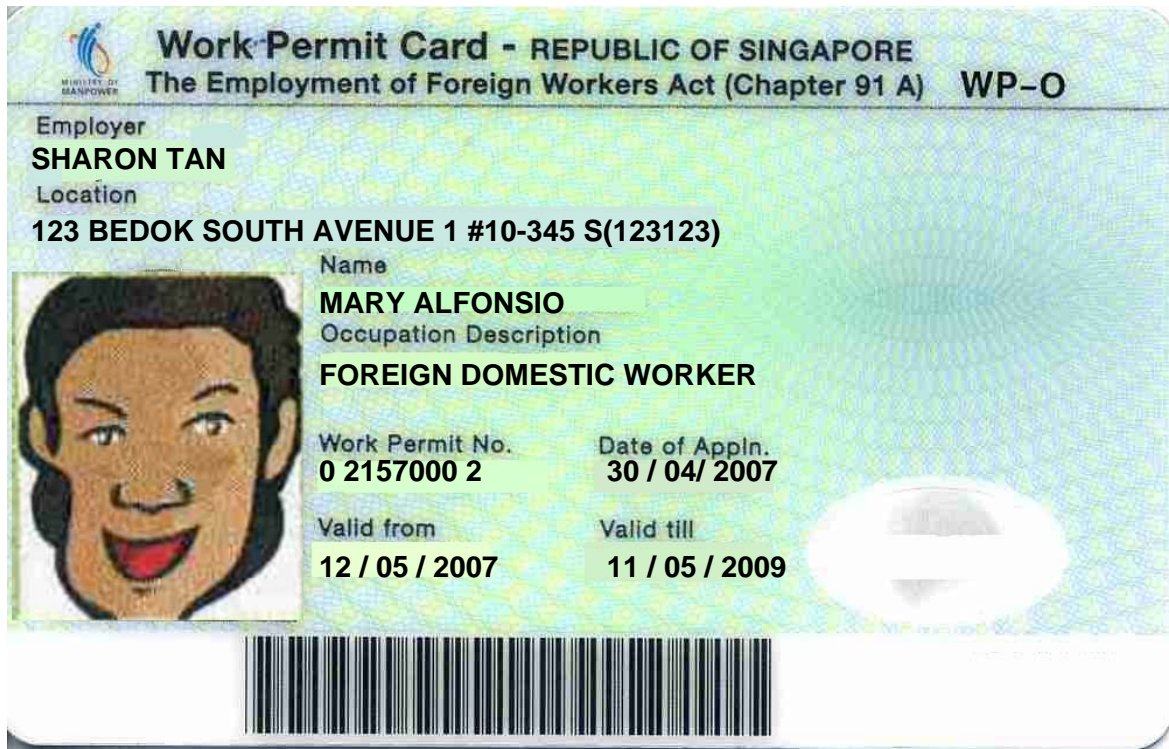 Work Permit Card - REPUBLIC OF SINGAPORE
The Employment of Foreign Workers Act (Chapter 91 A) WP-O
MINISTRY OF
MANPOWER
Employer
SHARON TAN
Location
123 BEDOK SOUTH AVENUE 1 #10-345 S(123123)
Name
MARY ALFONSIO
Occupation Description
FOREIGN DOMESTIC WORKER
Work Permit No. Date of Appln.
0 2157000 2 30 / 04/ 2007
Valid from Valid till
12 / 05 / 2007 11 / 05 / 2009